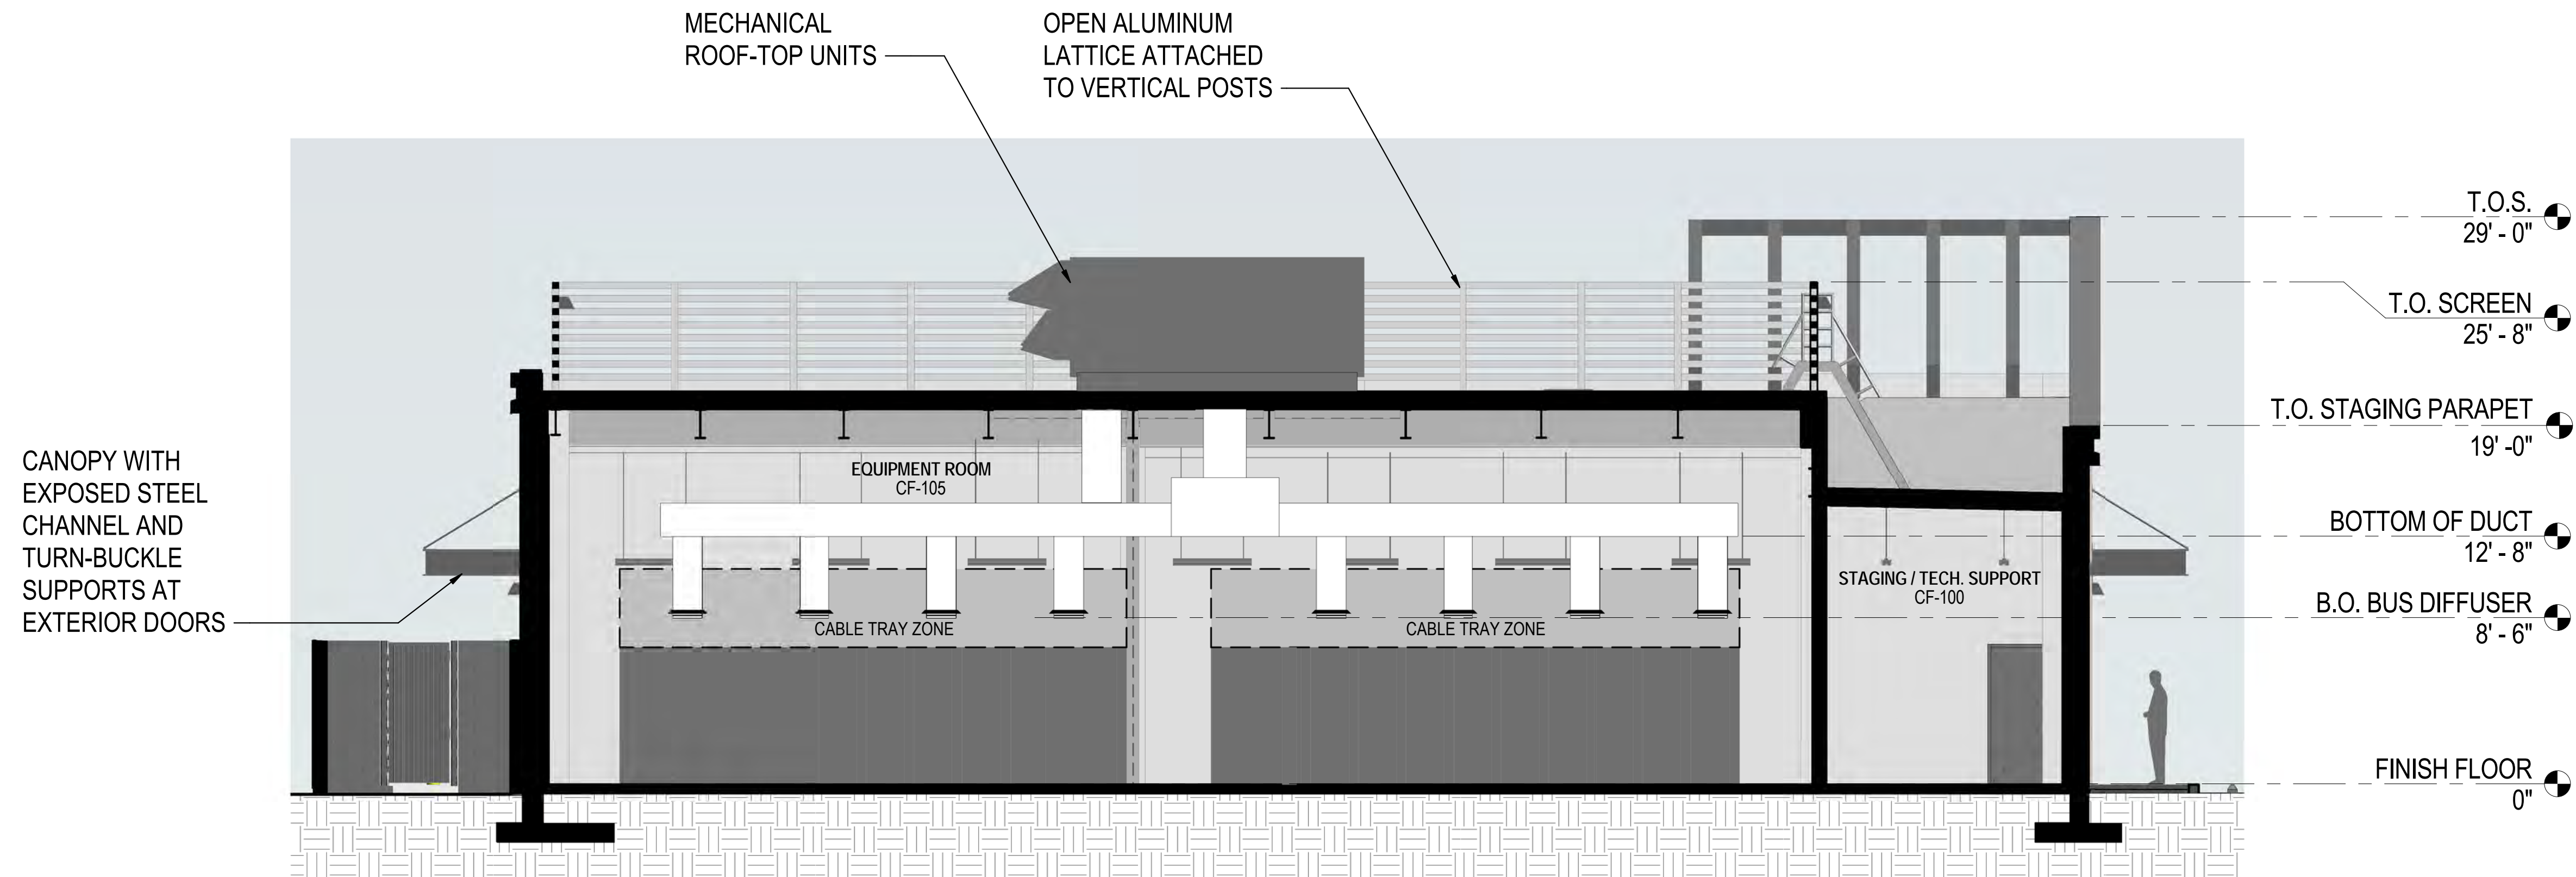 MECHANICAL
ROOF-TOP UNITS
OPEN ALUMINUM
LATTICE ATTACHED
TO VERTICAL POSTS
T.O.S.
29' - 0"
T.O. SCREEN
25' - 8"
T.O. STAGING PARAPET
19' -0"
CANOPY WITH
EXPOSED STEEL
CHANNEL AND
TURN-BUCKLE
SUPPORTS AT
EXTERIOR DOORS
EQUIPMENT ROOM
CF-105
BOTTOM OF DUCT
12' - 8"
STAGING / TECH. SUPPORT
CF-100
B.O. BUS DIFFUSER
8' - 6"
CABLE TRAY ZONE
CABLE TRAY ZONE
FINISH FLOOR
0"